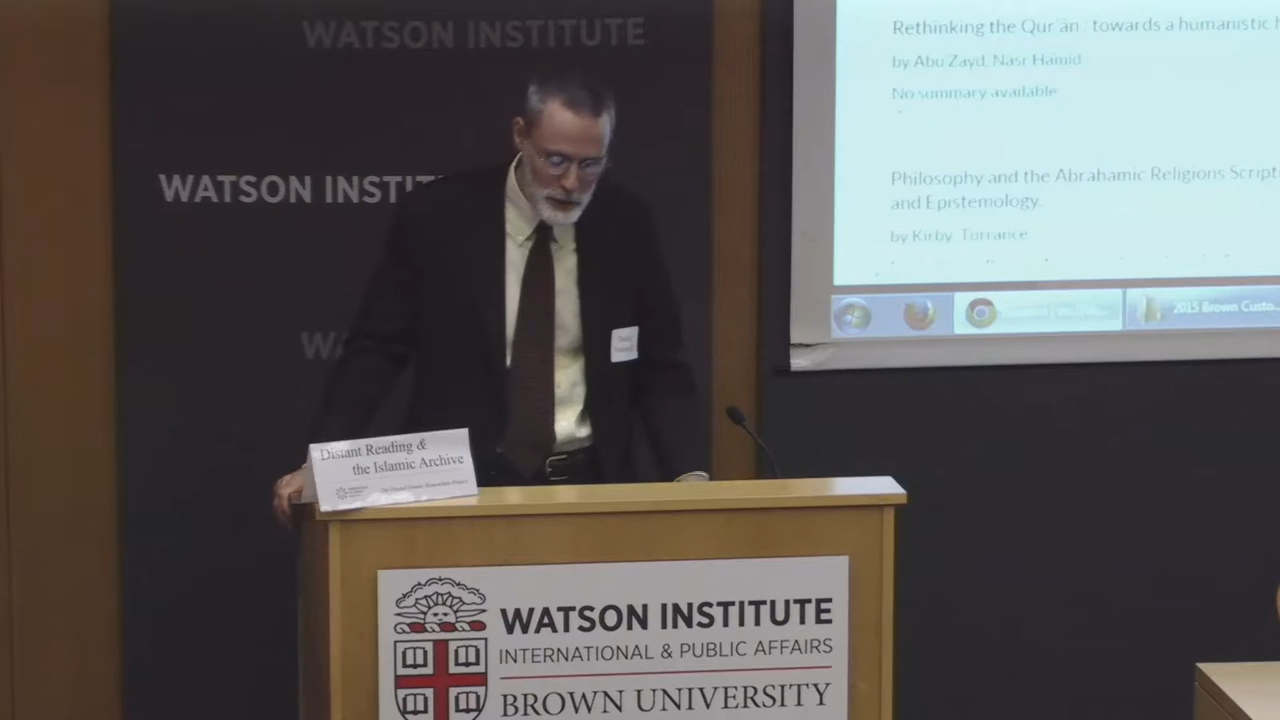 WATSON INSTITUTE
WATSON INSTIT
W
Rethinking the Qur'ān : towards a humanistic h
by Abu Zayd, Nasr Hamid
No summary available
Philosophy and the Abrahamic Religions Scripti
and Epistemology.
by Kirby, Torrance
2015 Brown Custo...
Distant Reading &
the Islamic Archive
WATSON INSTITUTE
INTERNATIONAL & PUBLIC AFFAIRS
BROWN UNIVERSITY